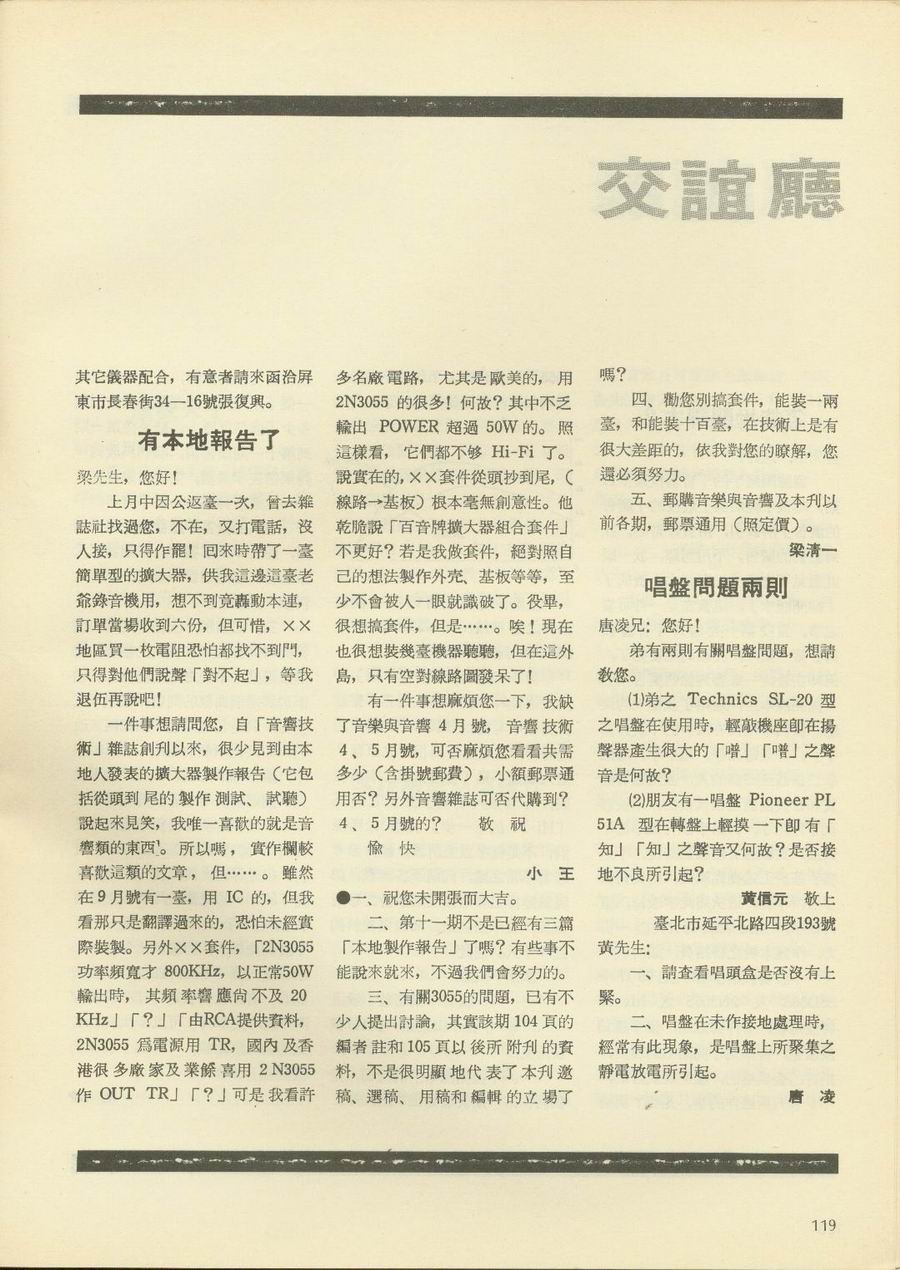 交誼廳
其它儀器配合，有意者請來函洽屏
東市長春街34—16號張復興。
有本地報告了
梁先生，您好！
上月中因公返臺一次，曾去雜
誌社找過您，不在，又打電話，沒
人接，只得作罷！回來時帶了一臺
簡單型的擴大器，供我這邊這臺老
爺錄音機用，想不到竟轟動本連，
訂單當場收到六份，但可惜，××
地區買一枚電阻恐怕都找不到門，
只得對他們說聲「對不起」，等我
退伍再說吧！
一件事想請問您，自「音響技
術」雜誌創刋以來，很少見到由本
地人發表的擴大器製作報告（它包
括從頭到尾的製作測試、試聽）
說起來見笑，我唯一喜歡的就是音
響類的東西。所以嗎，實作欄較
喜歡這類的文章，但……。雖然
在9月號有一臺，用 IC 的，但我
看那只是翻譯過來的，恐怕未經實
際裝製。另外××套件，「2N3055
功率頻寬才 800KHz，以正常50W
輸出時，其頻率響應尙不及 20
KHz」「？」「由RCA提供資料，
2N3055 爲電源用 TR，國內及香
港很多廠家及業餘喜用 2N3055
作 OUT TR」「？」可是我看許
多名廠電路，尤其是歐美的，用
2N3055 的很多！何故？其中不乏
輸出 POWER 超過 50W 的。照
這樣看，它們都不够 Hi-Fi 了。
說實在的，××套件從頭抄到尾，（
線路→基板）根本毫無創意性。他
乾脆說「百音牌擴大器組合套件」
不更好？若是我做套件，絕對照自
己的想法製作外壳、基板等等，至
少不會被人一眼就識破了。役畢，
很想搞套件，但是……。唉！現在
也很想裝幾臺機器聽聽，但在這外
島，只有空對線路圖發呆了！
有一件事想麻煩您一下，我缺
了音樂與音響 4 月號，音響技術
4、5月號，可否麻煩您看看共需
多少（含掛號郵費），小額郵票通
用否？另外音響雜誌可否代購到？
4、5月號的？　敬　祝
愉　快
小　王
●一、祝您未開張而大吉。
二、第十一期不是已經有三篇
「本地製作報告」了嗎？有些事不
能說來就來，不過我們會努力的。
三、有關3055的問題，已有不
少人提出討論，其實該期 104 頁的
編者註和 105 頁以後所附刋的資
料，不是很明顯地代表了本刋邀
稿、選稿、用稿和編輯的立場了
嗎？
四、勸您別搞套件，能裝一兩
臺，和能裝十百臺，在技術上是有
很大差距的，依我對您的瞭解，您
還必須努力。
五、郵購音樂與音響及本刋以
前各期，郵票通用（照定價）。
梁清一
唱盤問題兩則
唐凌兄：您好！
弟有兩則有關唱盤問題，想請
敎您。
⑴弟之 Technics SL-20 型
之唱盤在使用時，輕敲機座卽在揚
聲器產生很大的「噌」「噌」之聲
音是何故？
⑵朋友有一唱盤 Pioneer PL
51A 型在轉盤上輕摸一下卽有「
知」「知」之聲音又何故？是否接
地不良所引起？
黃信元　敬上
臺北市延平北路四段193號
黃先生：
一、請查看唱頭盒是否沒有上
緊。
二、唱盤在未作接地處理時，
經常有此現象，是唱盤上所聚集之
靜電放電所引起。
唐　凌
119